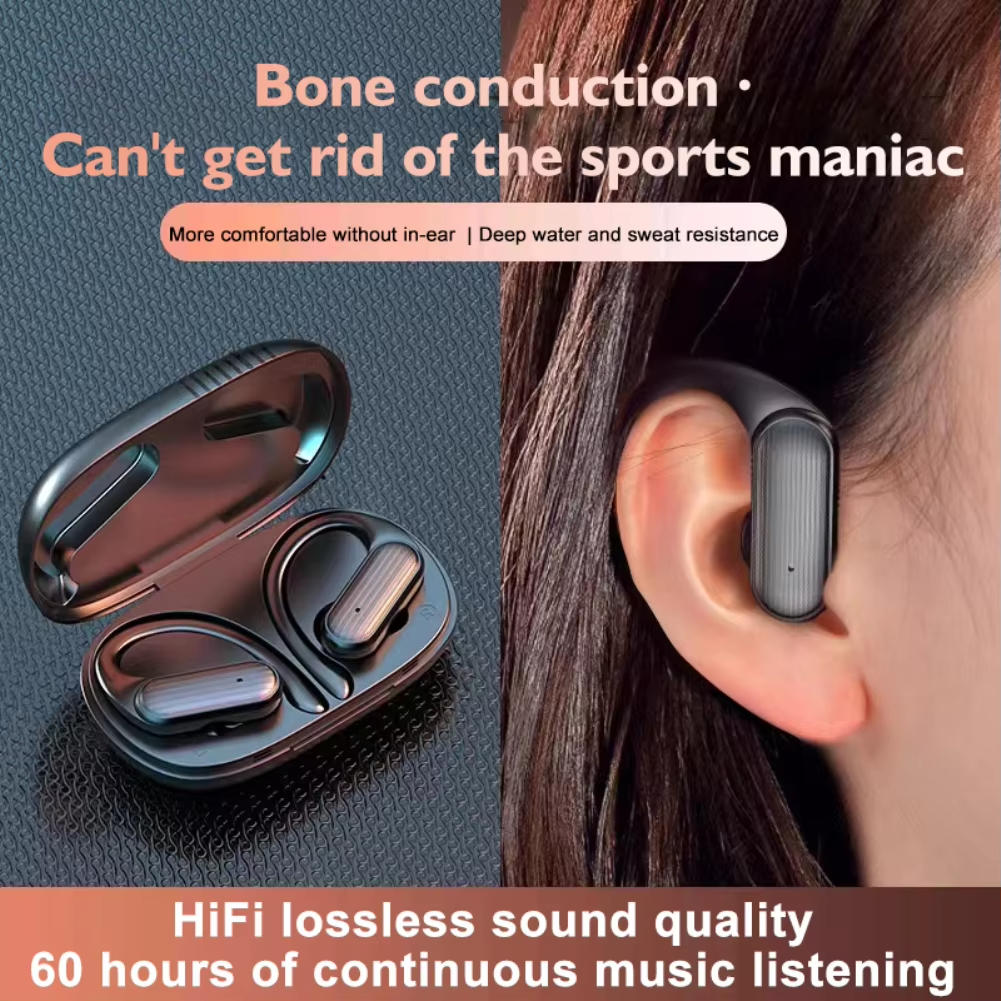 Bone conduction ·
Can't get rid of the sports maniac
More comfortable without in-ear | Deep water and sweat resistance
HiFi lossless sound quality
60 hours of continuous music listening